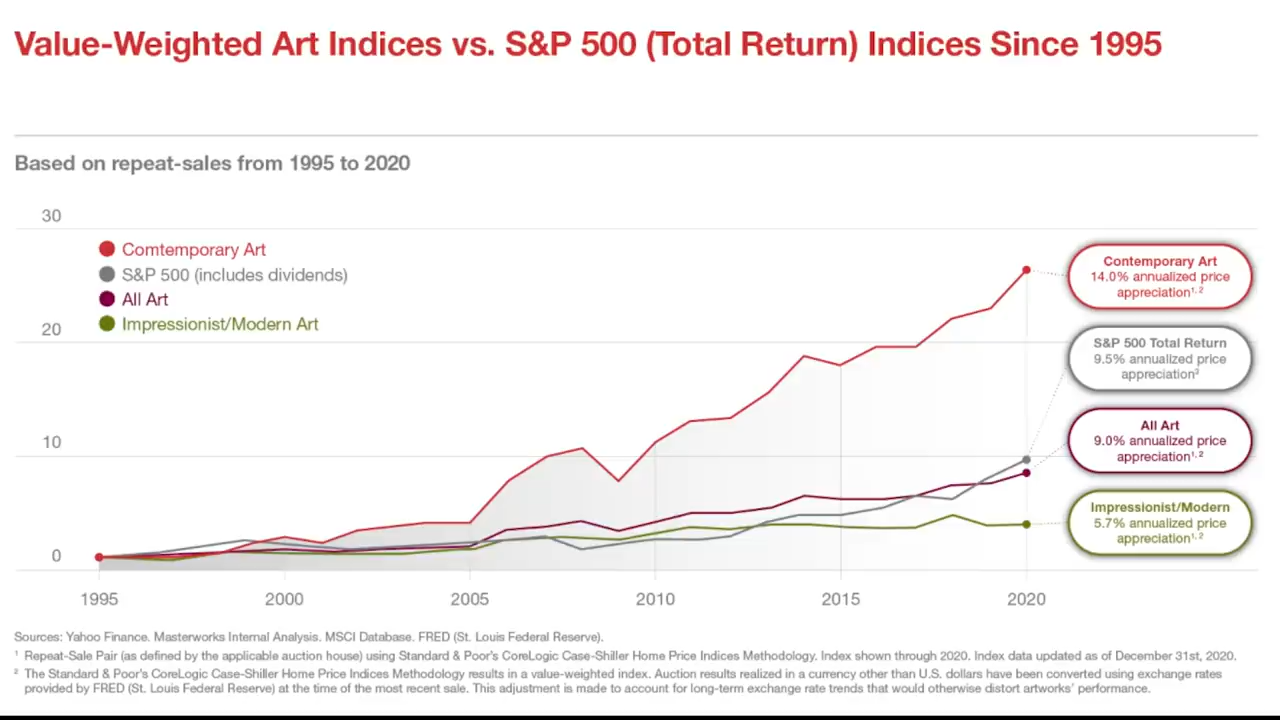 Value-Weighted Art Indices vs. S&P 500 (Total Return) Indices Since 1995
Based on repeat-sales from 1995 to 2020
30
Comtemporary Art
S&P 500 (includes dividends)
All Art
Impressionist/Modern Art
20
10
0
Contemporary Art
14.0% annualized price
appreciation¹˒²
S&P 500 Total Return
9.5% annualized price
appreciation²
All Art
9.0% annualized price
appreciation¹˒²
Impressionist/Modern
5.7% annualized price
appreciation¹˒²
1995
2000
2005
2010
2015
2020
Sources: Yahoo Finance. Masterworks Internal Analysis. MSCI Database. FRED (St. Louis Federal Reserve).
¹ Repeat-Sale Pair (as defined by the applicable auction house) using Standard & Poor's CoreLogic Case-Shiller Home Price Indices Methodology. Index shown through 2020. Index data updated as of December 31st, 2020.
² The Standard & Poor's CoreLogic Case-Shiller Home Price Indices Methodology results in a value-weighted index. Auction results realized in a currency other than U.S. dollars have been converted using exchange rates
provided by FRED (St. Louis Federal Reserve) at the time of the most recent sale. This adjustment is made to account for long-term exchange rate trends that would otherwise distort artworks' performance.